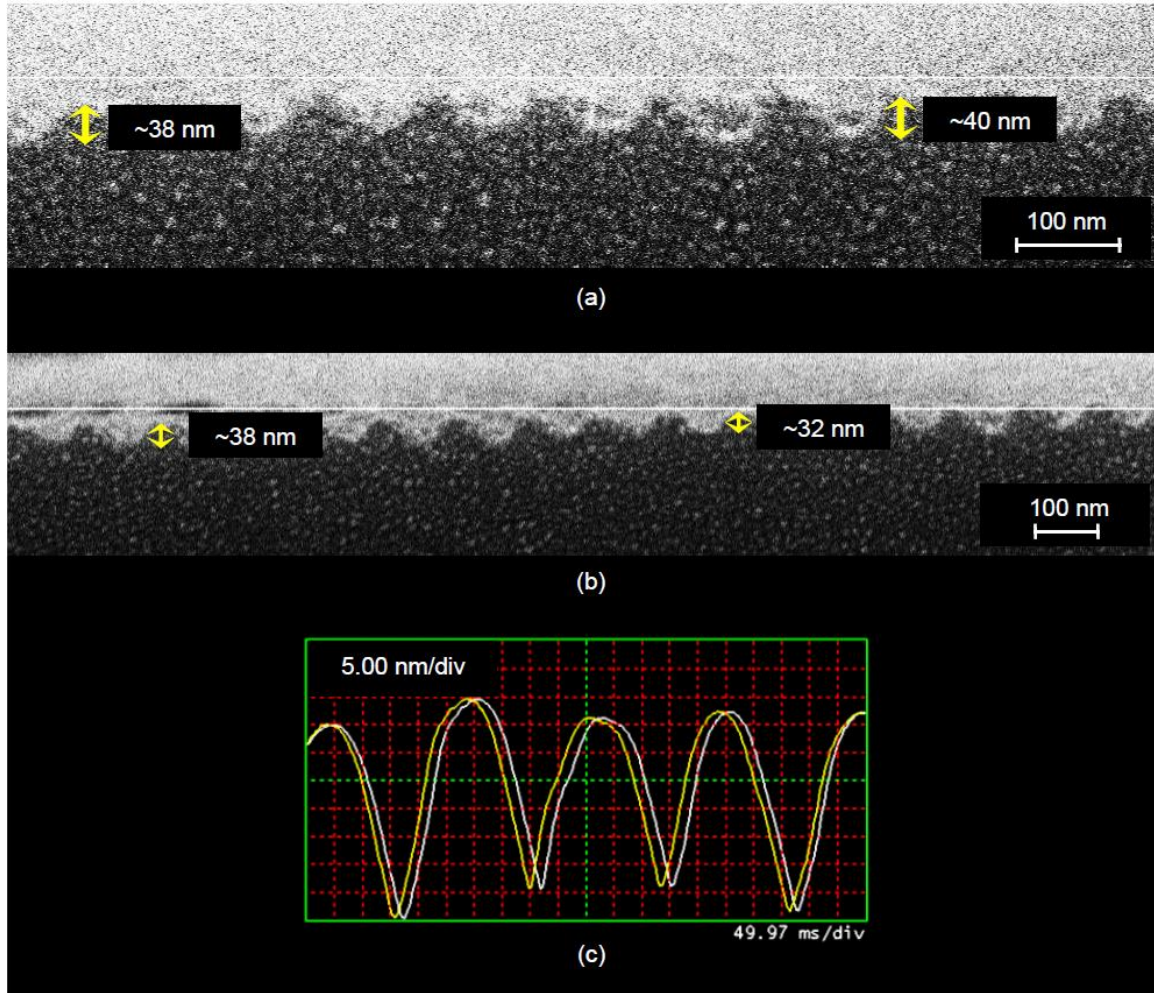 ~38 nm
~40 nm
100 nm
(a)
~38 nm
~32 nm
100 nm
(b)
5.00 nm/div
49.97 ms/div
(c)